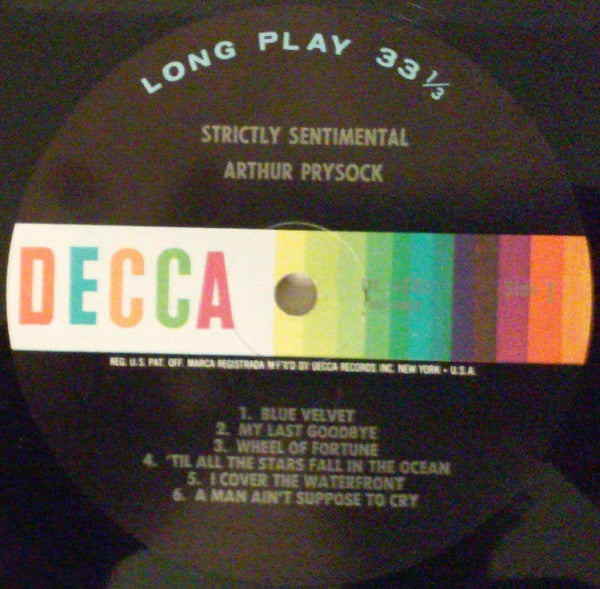 LONG PLAY 33 1/3
STRICTLY SENTIMENTAL
ARTHUR PRYSOCK
DECCA
REG. U.S. PAT. OFF. MARCA REGISTRADA M'F'D BY DECCA RECORDS INC. NEW YORK • U.S.A.
1. BLUE VELVET
2. MY LAST GOODBYE
3. WHEEL OF FORTUNE
4. 'TIL ALL THE STARS FALL IN THE OCEAN
5. I COVER THE WATERFRONT
6. A MAN AIN'T SUPPOSE TO CRY